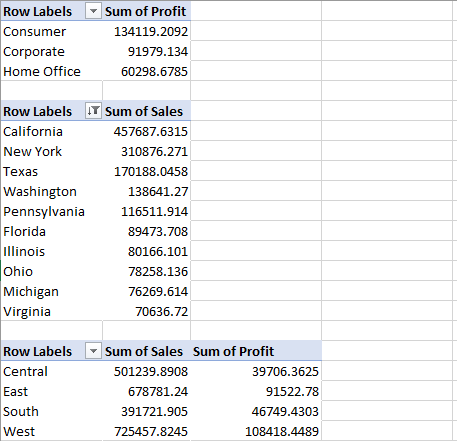 Row Labels Sum of Profit
Consumer 134119.2092
Corporate 91979.134
Home Office 60298.6785
Row Labels Sum of Sales
California 457687.6315
New York 310876.271
Texas 170188.0458
Washington 138641.27
Pennsylvania 116511.914
Florida 89473.708
Illinois 80166.101
Ohio 78258.136
Michigan 76269.614
Virginia 70636.72
Row Labels Sum of Sales Sum of Profit
Central 501239.8908 39706.3625
East 678781.24 91522.78
South 391721.905 46749.4303
West 725457.8245 108418.4489